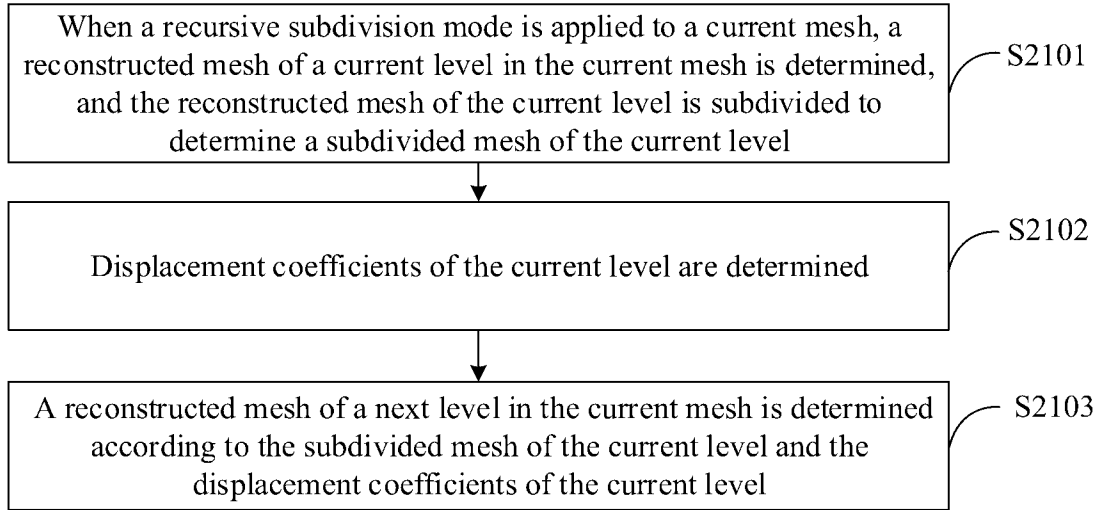 When a recursive subdivision mode is applied to a current mesh, a
reconstructed mesh of a current level in the current mesh is determined,
and the reconstructed mesh of the current level is subdivided to
determine a subdivided mesh of the current level
S2101
Displacement coefficients of the current level are determined
S2102
A reconstructed mesh of a next level in the current mesh is determined
according to the subdivided mesh of the current level and the
displacement coefficients of the current level
S2103